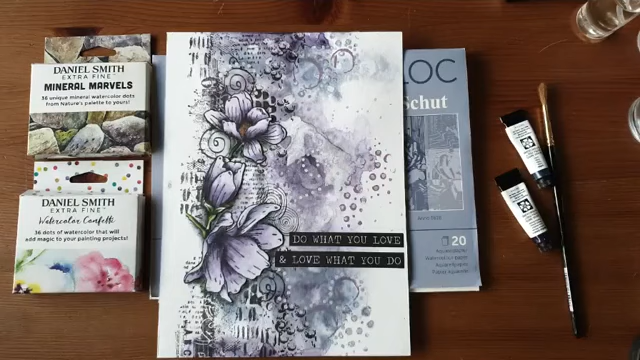 DANIEL SMITH
EXTRA FINE
MINERAL MARVELS
36 unique mineral watercolor dots
from Nature's palette to yours!
DANIEL SMITH
EXTRA FINE
Watercolor Confetti
36 dots of watercolor that will
add magic to your painting projects!
DO WHAT YOU LOVE
& LOVE WHAT YOU DO
LOC
Schut
20